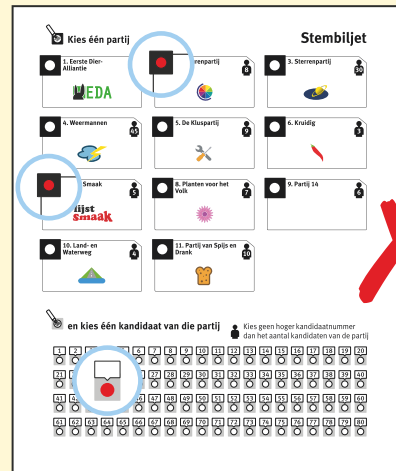 Kies één partij
Stembiljet
1. Eerste Dier-
Alliantie
EDA
rrenpartij
8
3. Sterrenpartij
30
4. Weermannen
45
5. De Kluspartij
9
6. Kruidig
3
Smaak
5
lijst
smaak
8. Planten voor het
Volk
7
9. Partij 14
10. Land- en
Waterweg
4
11. Partij van Spijs en
Drank
10
en kies één kandidaat van die partij
Kies geen hoger kandidaatnummer
dan het aantal kandidaten van de partij
1 2 7 8 9 10 11 12 13 14 15 16 17 18 19 20
21 27 28 29 30 31 32 33 34 35 36 37 38 39 40
41 42 47 48 49 50 51 52 53 54 55 56 57 58 59 60
61 62 63 64 65 66 67 68 69 70 71 72 73 74 75 76 77 78 79 80